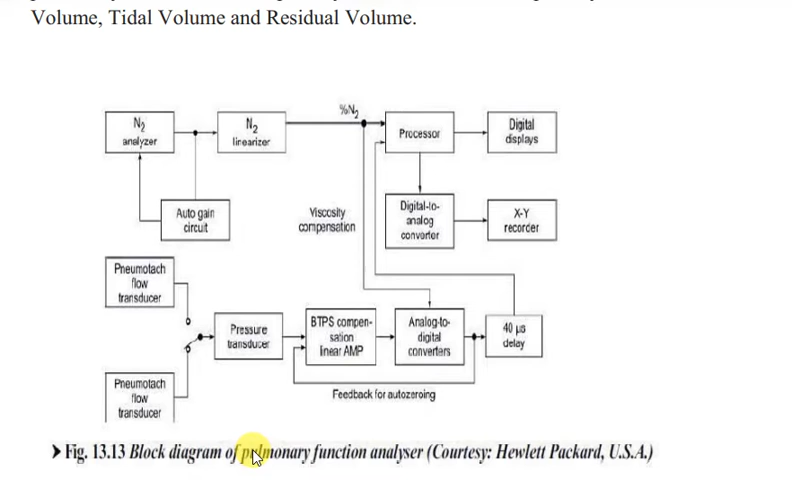 Volume, Tidal Volume and Residual Volume.
N₂
analyzer
N₂
linearizer
%N₂
Processor
Digital
displays
Auto gain
circuit
Viscosity
compensation
Digital-to-
analog
convertor
X-Y
recorder
Pneumotach
flow
transducer
Pressure
transducer
BTPS compen-
sation
linear AMP
Analog-to-
digital
converters
40 μs
delay
Pneumotach
flow
transducer
Feedback for autozeroing
Fig. 13.13 Block diagram of pulmonary function analyser (Courtesy: Hewlett Packard, U.S.A.)